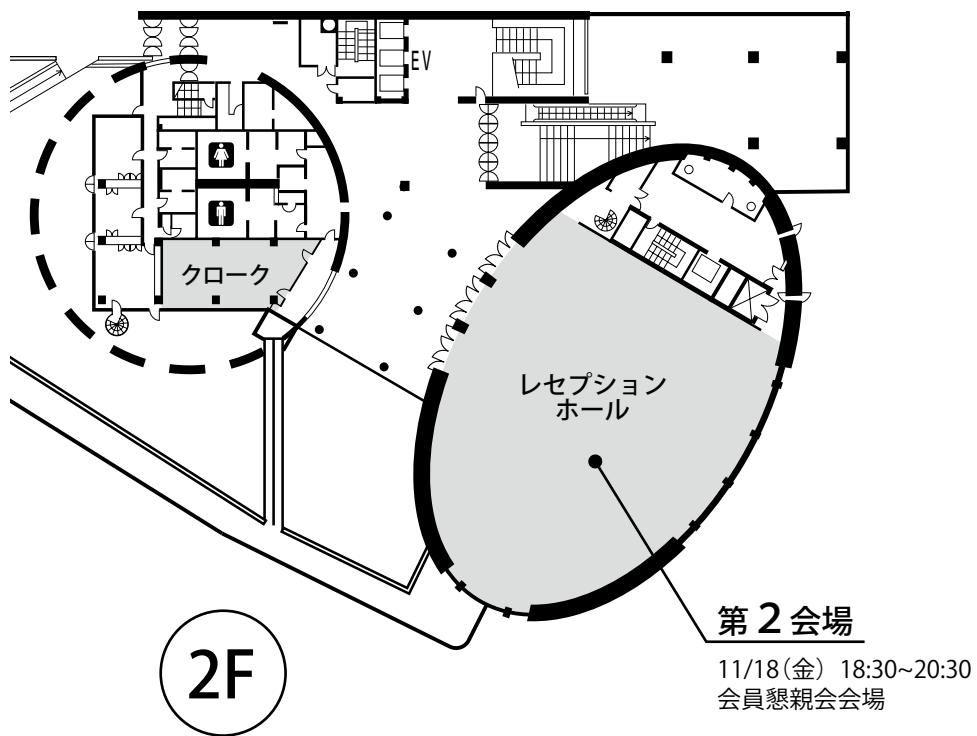 EV
クローク
レセプション
ホール
第2会場
11/18(金) 18:30~20:30
会員懇親会会場
2F